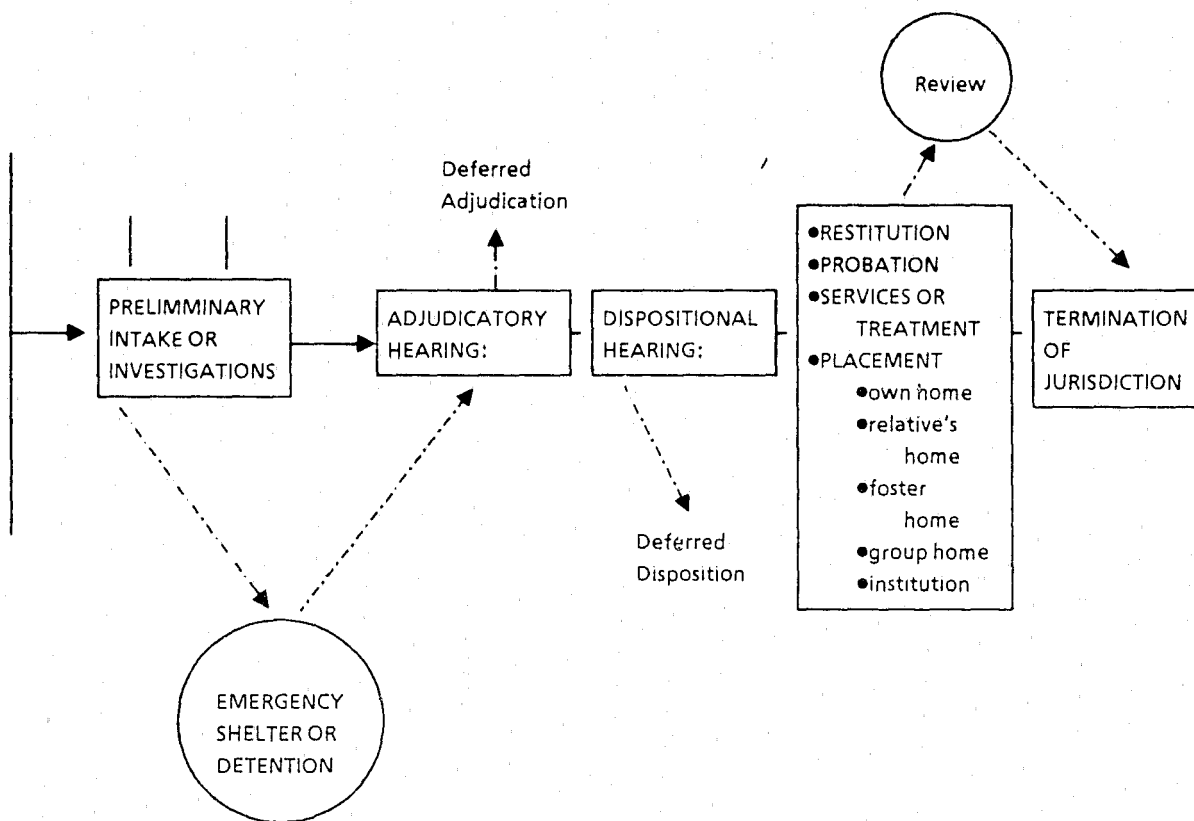 Review
Deferred
Adjudication
PRELIMMINARY
INTAKE OR
INVESTIGATIONS
ADJUDICATORY
HEARING:
DISPOSITIONAL
HEARING:
●RESTITUTION
●PROBATION
●SERVICES OR
TREATMENT
●PLACEMENT
●own home
●relative's
home
●foster
home
●group home
●institution
TERMINATION
OF
JURISDICTION
Deferred
Disposition
EMERGENCY
SHELTER OR
DETENTION